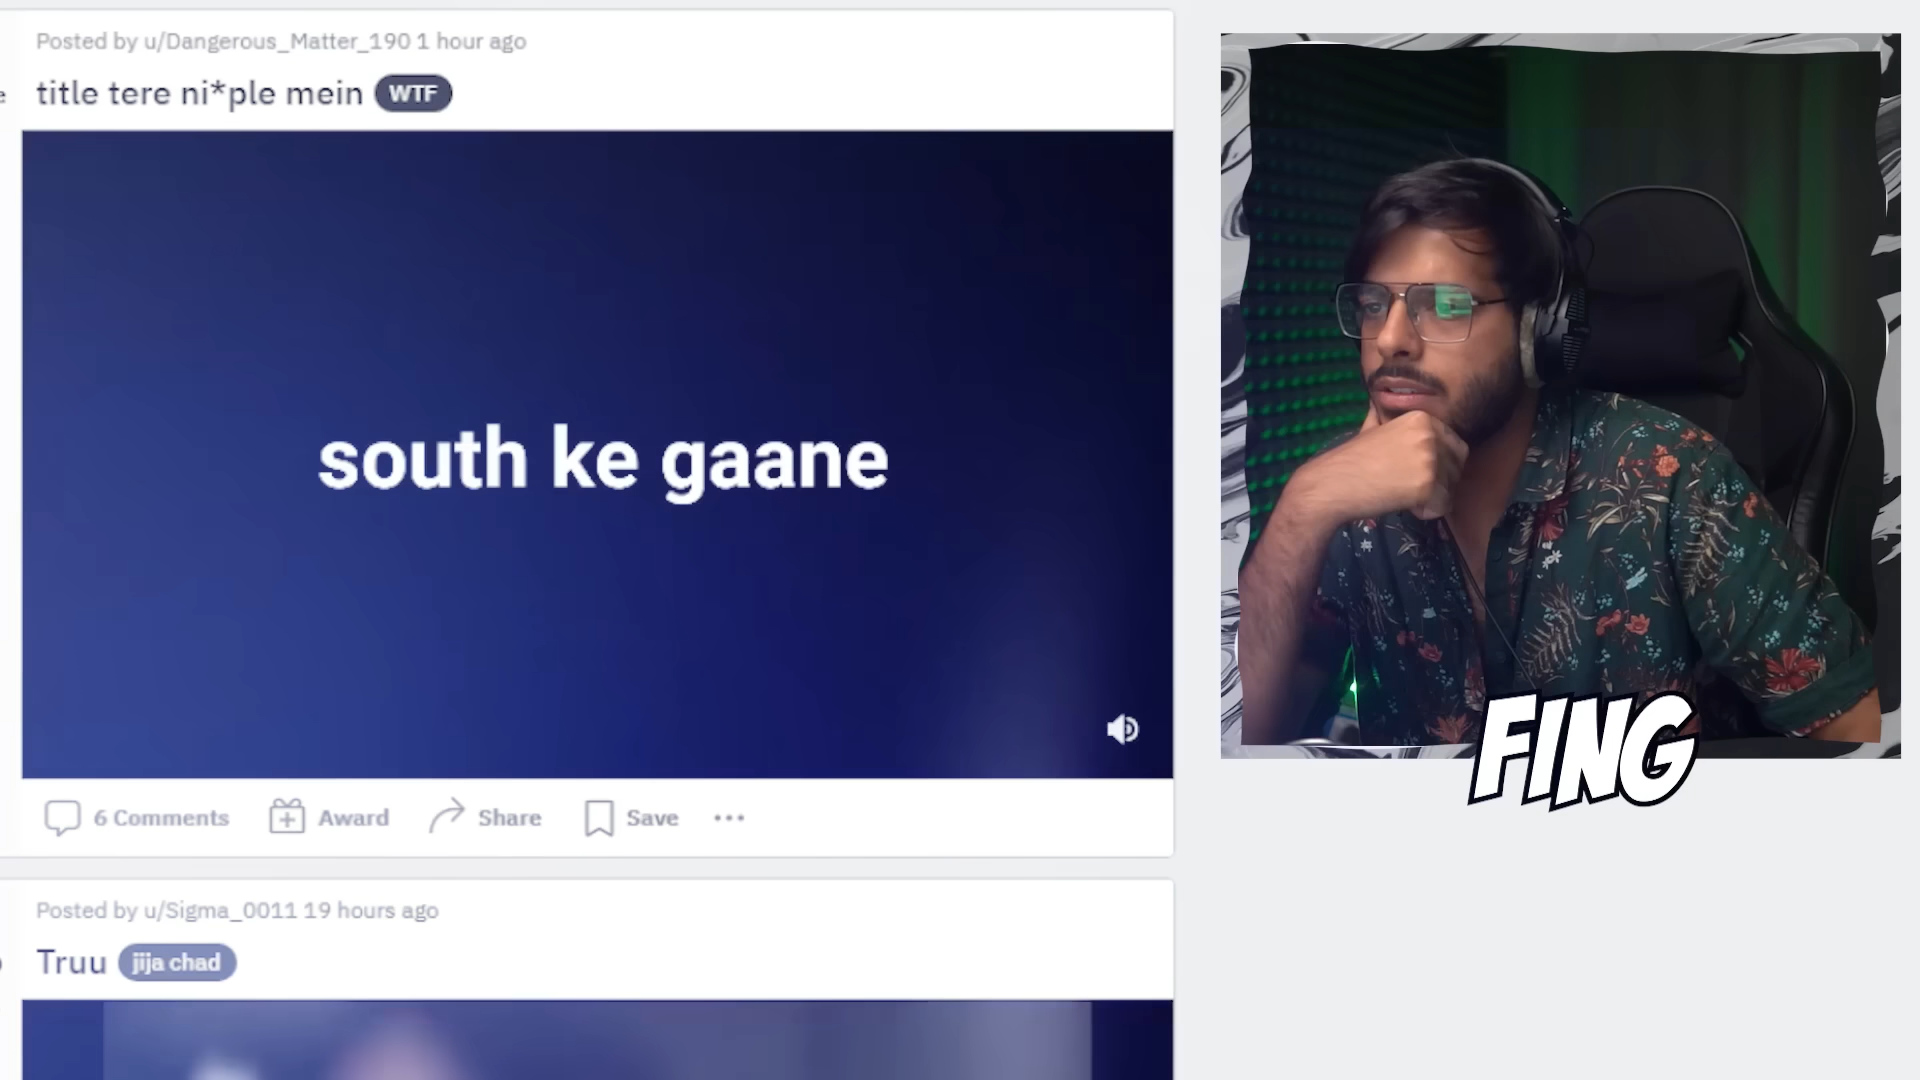 Posted by u/Dangerous_Matter_190 1 hour ago
title tere ni*ple mein WTF
south ke gaane
FING
6 Comments Award Share Save
Posted by u/Sigma_0011 19 hours ago
Truu jija chad